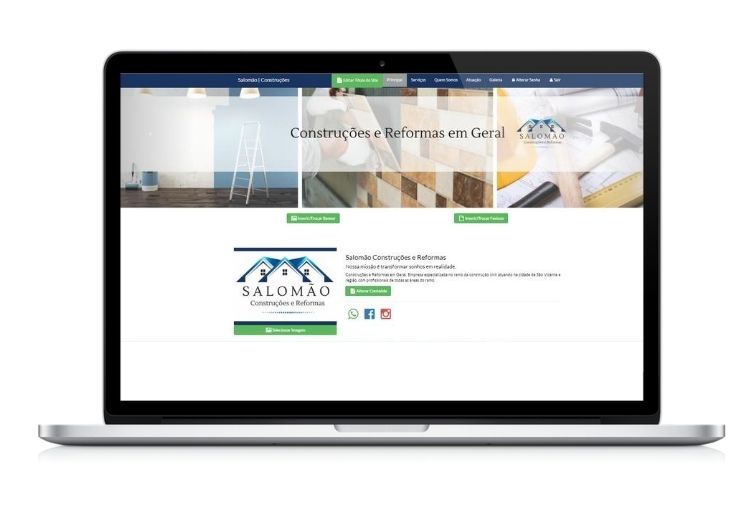 Salomão | Construções
Editar Título do Site
Principal
Serviços
Quem Somos
Atuação
Galeria
Alterar Senha
Sair
Construções e Reformas em Geral
SALOMÃO
Construções e Reformas
Inserir/Trocar Banner
Inserir/Trocar Favicon
SALOMÃO
Construções e Reformas
Selecionar Imagem
Salomão Construções e Reformas
Nossa missão é transformar sonhos em realidade.
Construções e Reformas em Geral. Empresa especializada no ramo da construção civil atuando na cidade de São Vicente e
região, com profissionais de todas as áreas do ramo.
Alterar Conteúdo